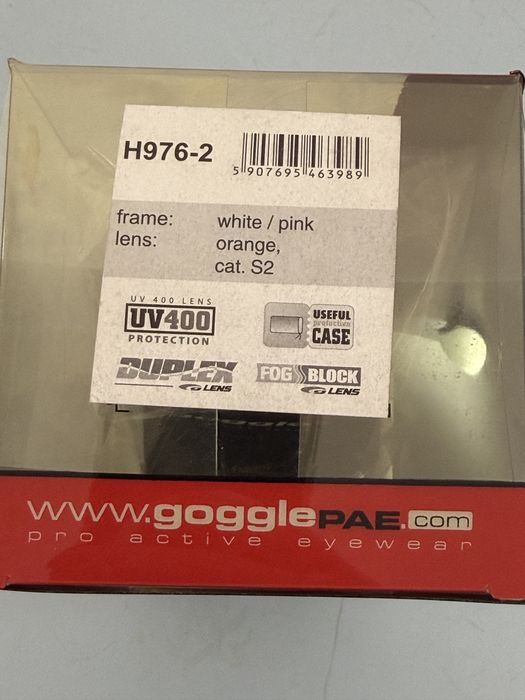 H976-2
5 907695 463989
frame: white / pink
lens: orange,
cat. S2
UV 400 LENS
UV400
PROTECTION
USEFUL
protective
CASE
DUPLEX
LENS
FOG BLOCK
LENS
www.gogglePAE.com
pro active eyewear